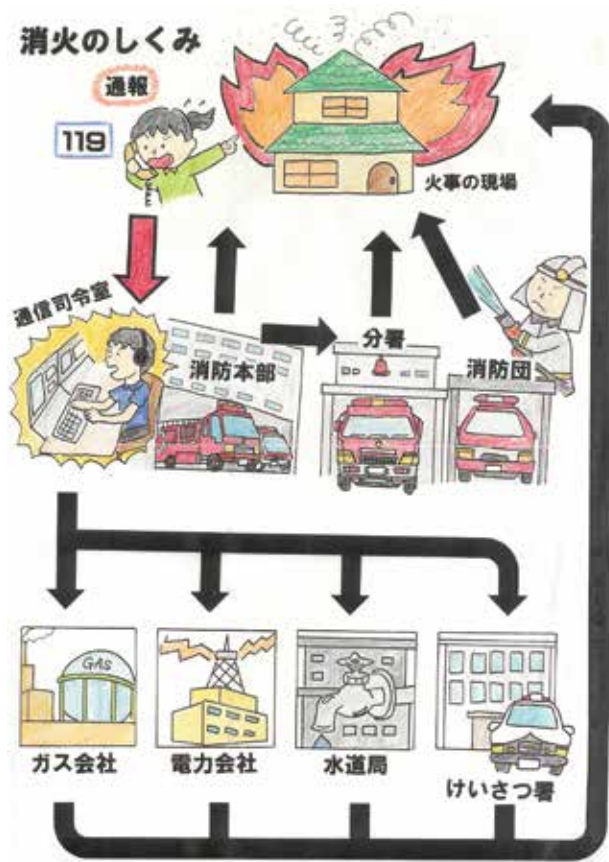 消火のしくみ
通報
119
火事の現場
通信司令室
消防本部
分署
消防団
GAS
ガス会社
電力会社
水道局
けいさつ署